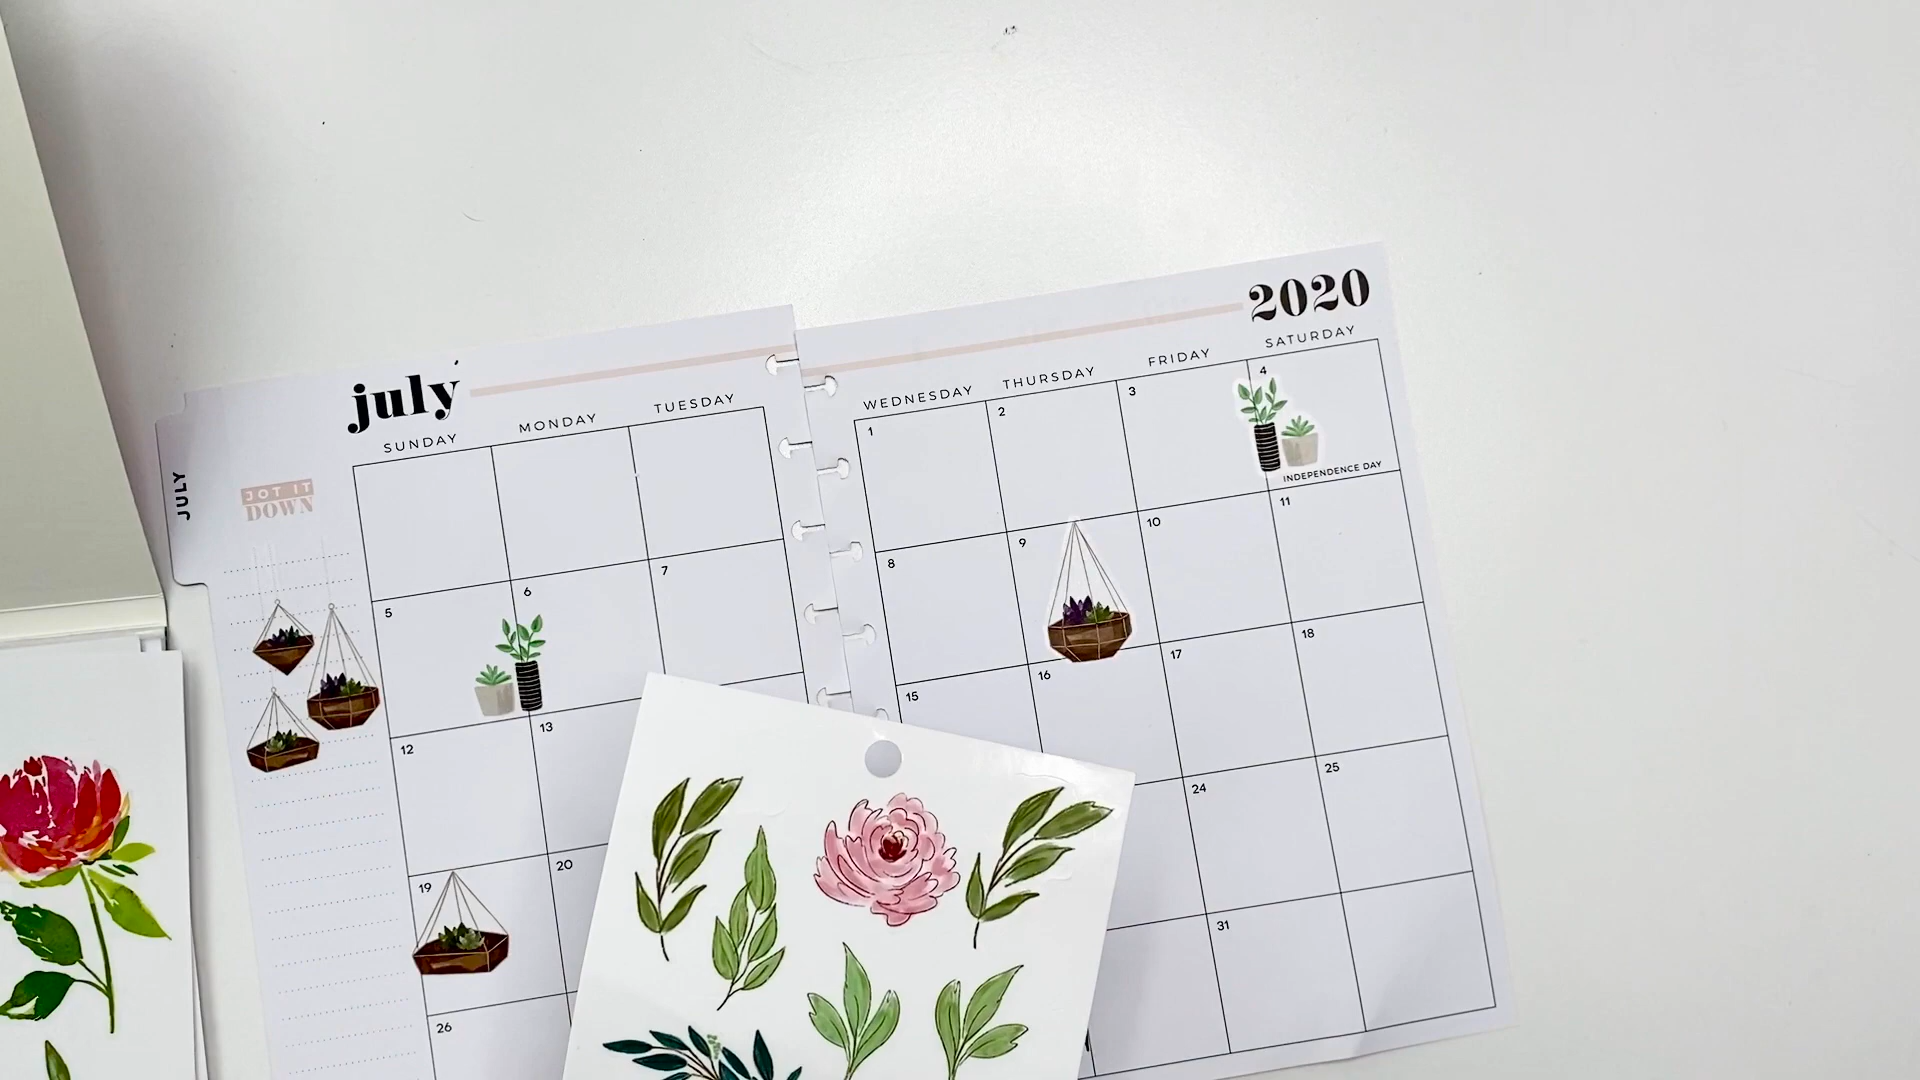 july
2020
SUNDAY
MONDAY
TUESDAY
WEDNESDAY
THURSDAY
FRIDAY
SATURDAY
JULY
JOT IT
DOWN
1
2
3
4
INDEPENDENCE DAY
5
6
7
8
9
10
11
12
13
15
16
17
18
19
20
24
25
26
31